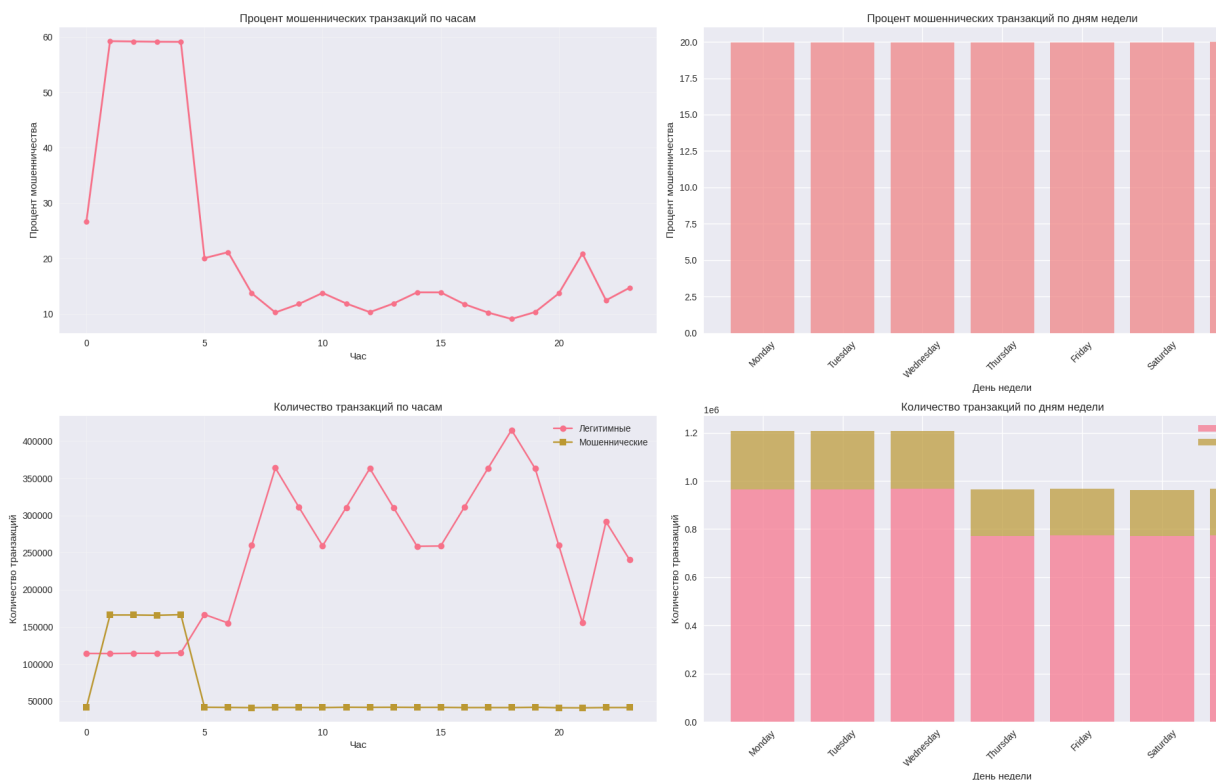 Процент мошеннических транзакций по часам
Процент мошенничества
60
50
40
30
20
10
0
5
10
15
20
Час
Процент мошеннических транзакций по дням недели
Процент мошенничества
20.0
17.5
15.0
12.5
10.0
7.5
5.0
2.5
0.0
Monday
Tuesday
Wednesday
Thursday
Friday
Saturday
День недели
Количество транзакций по часам
Количество транзакций
400000
350000
300000
250000
200000
150000
100000
50000
Легитимные
Мошеннические
0
5
10
15
20
Час
Количество транзакций по дням недели
1e6
Количество транзакций
1.2
1.0
0.8
0.6
0.4
0.2
0.0
Monday
Tuesday
Wednesday
Thursday
Friday
Saturday
День недели